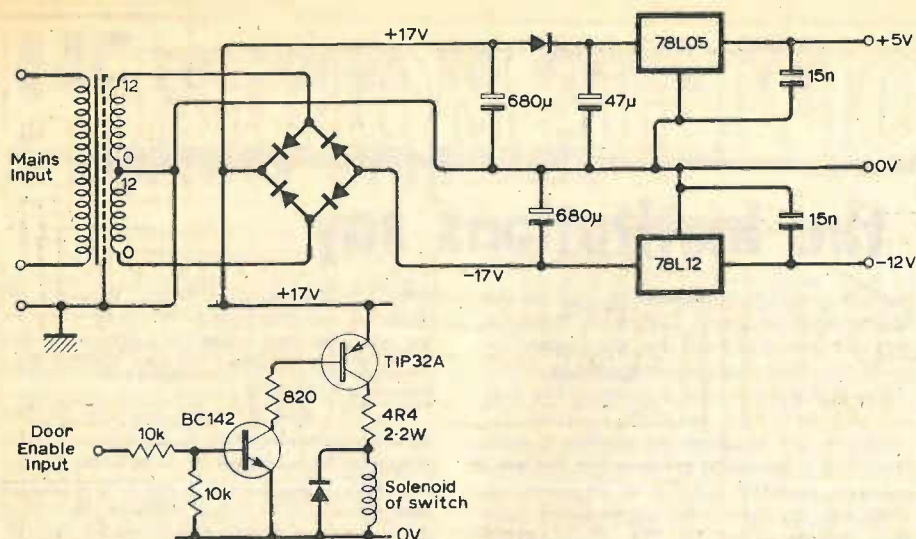 +17V
78L05
+5V
12
680µ
47µ
15n
Mains
Input
0
12
0V
680µ
15n
0
-17V
78L12
-12V
+17V
TIP32A
820
BC142
4R4
2·2W
Door
Enable
Input
10k
10k
Solenoid
of switch
0V